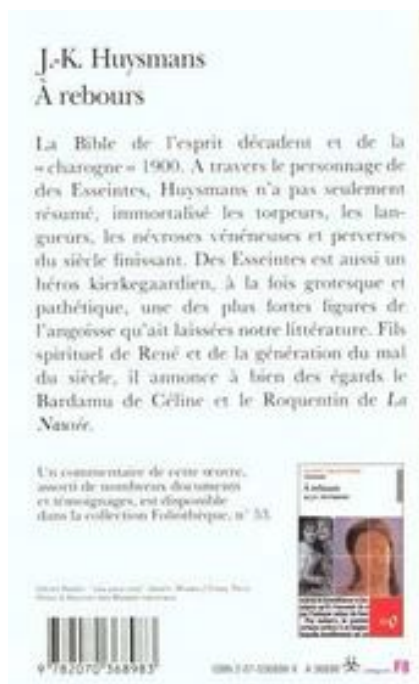 J.-K. Huysmans
À rebours
La Bible de l'esprit décadent et de la
« charogne » 1900. A travers le personnage de
des Esseintes, Huysmans n'a pas seulement
résumé, immortalisé les torpeurs, les lan-
gueurs, les névroses vénéneuses et perverses
du siècle finissant. Des Esseintes est aussi un
héros kierkegaardien, à la fois grotesque et
pathétique, une des plus fortes figures de
l'angoisse qu'ait laissées notre littérature. Fils
spirituel de René et de la génération du mal
du siècle, il annonce à bien des égards le
Bardamu de Céline et le Roquentin de La
Nausée.
Un commentaire de cette œuvre,
assorti de nombreux documents
et témoignages, est disponible
dans la collection Foliothèque, n° 53.
À rebours
9 782070 368983
F8